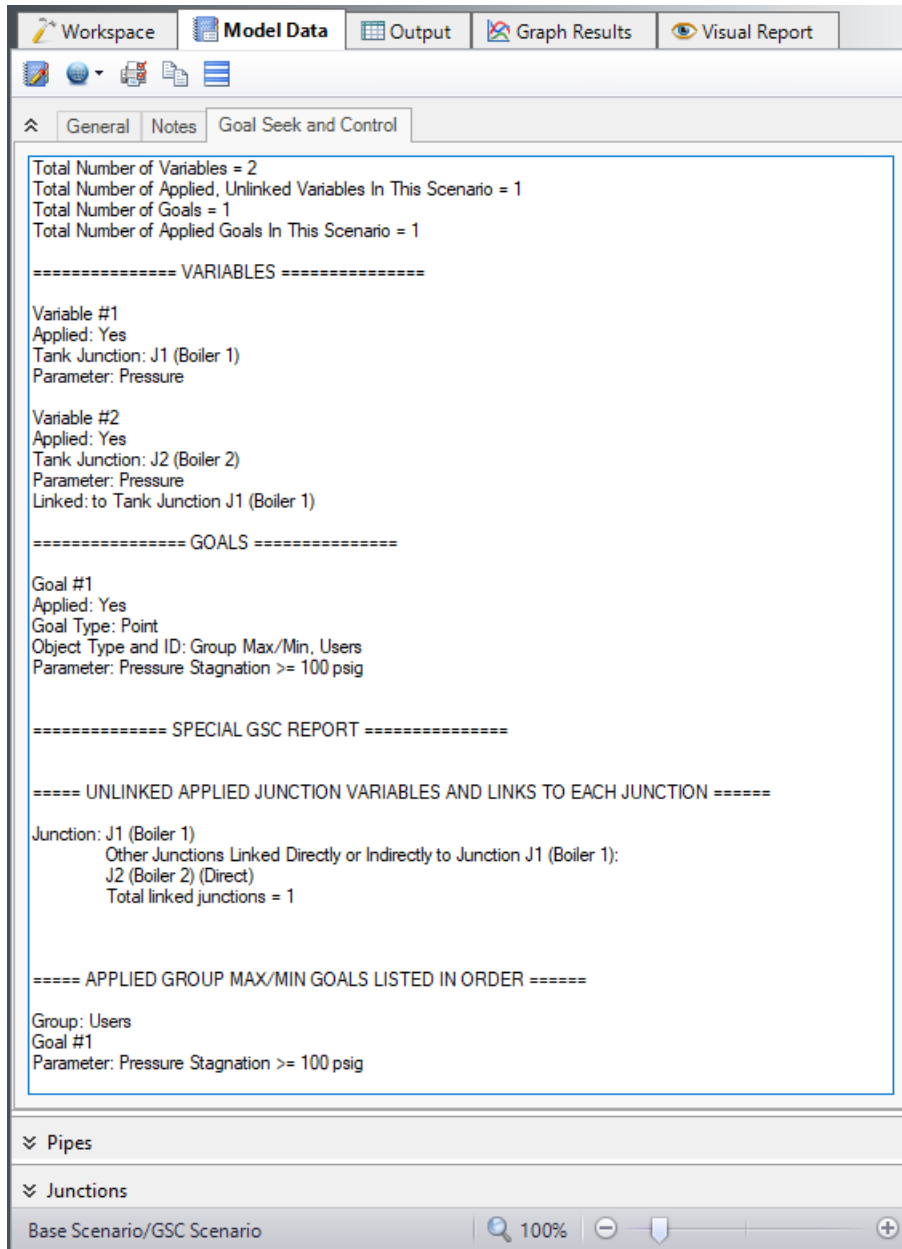 Workspace Model Data Output Graph Results Visual Report
General Notes Goal Seek and Control
Total Number of Variables = 2
Total Number of Applied, Unlinked Variables In This Scenario = 1
Total Number of Goals = 1
Total Number of Applied Goals In This Scenario = 1
=============== VARIABLES ===============
Variable #1
Applied: Yes
Tank Junction: J1 (Boiler 1)
Parameter: Pressure
Variable #2
Applied: Yes
Tank Junction: J2 (Boiler 2)
Parameter: Pressure
Linked: to Tank Junction J1 (Boiler 1)
================ GOALS ===============
Goal #1
Applied: Yes
Goal Type: Point
Object Type and ID: Group Max/Min, Users
Parameter: Pressure Stagnation >= 100 psig
============== SPECIAL GSC REPORT ===============
===== UNLINKED APPLIED JUNCTION VARIABLES AND LINKS TO EACH JUNCTION ======
Junction: J1 (Boiler 1)
Other Junctions Linked Directly or Indirectly to Junction J1 (Boiler 1):
J2 (Boiler 2) (Direct)
Total linked junctions = 1
===== APPLIED GROUP MAX/MIN GOALS LISTED IN ORDER ======
Group: Users
Goal #1
Parameter: Pressure Stagnation >= 100 psig
Pipes
Junctions
Base Scenario/GSC Scenario 100%